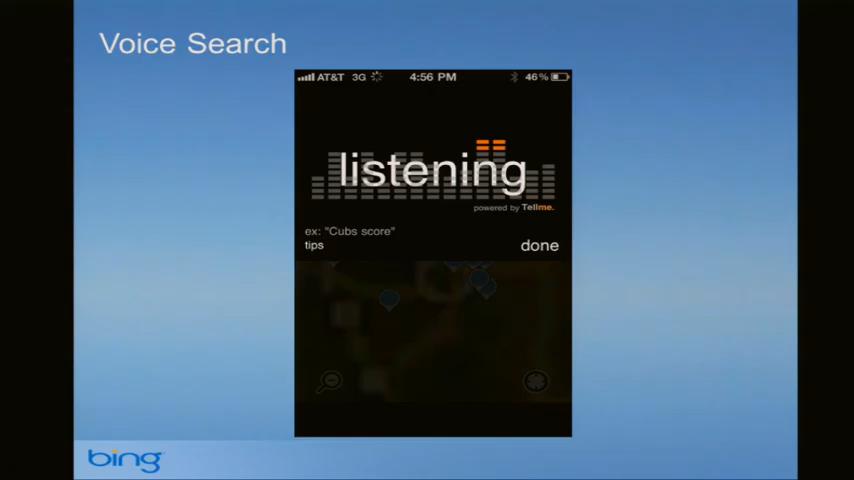 Voice Search
AT&T 3G 4:56 PM 46%
listening
powered by Tellme.
ex: "Cubs score"
tips
done
bing